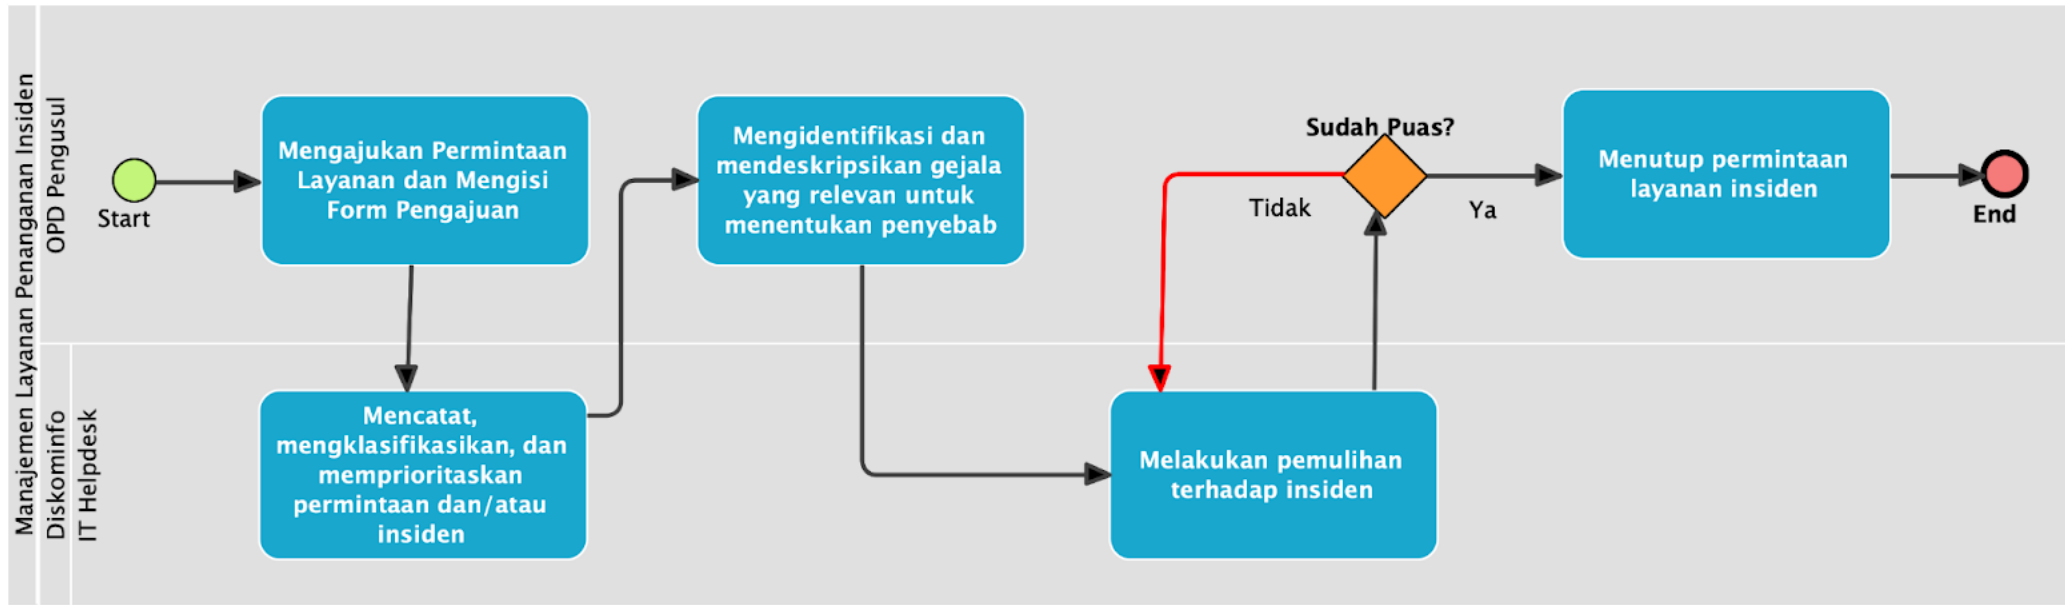 Manajemen Layanan Penanganan Insiden
OPD Pengusul
Start
Mengajukan Permintaan
Layanan dan Mengisi
Form Pengajuan
Mengidentifikasi dan
mendeskripsikan gejala
yang relevan untuk
menentukan penyebab
Sudah Puas?
Tidak
Ya
Menutup permintaan
layanan insiden
End
Diskominfo
IT Helpdesk
Mencatat,
mengklasifikasikan, dan
memprioritaskan
permintaan dan/atau
insiden
Melakukan pemulihan
terhadap insiden